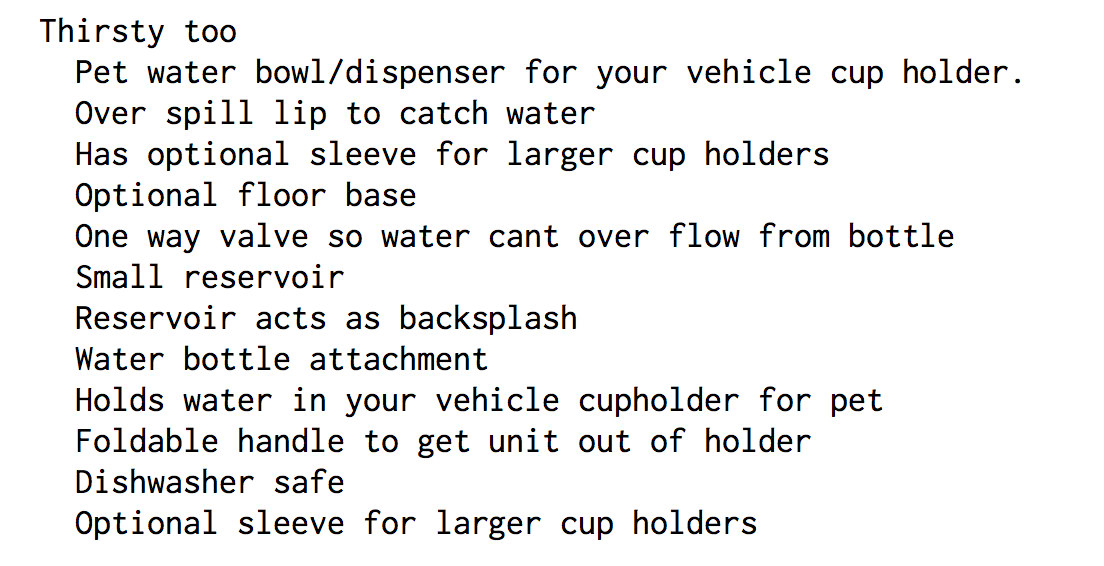 Thirsty too
Pet water bowl/dispenser for your vehicle cup holder.
Over spill lip to catch water
Has optional sleeve for larger cup holders
Optional floor base
One way valve so water cant over flow from bottle
Small reservoir
Reservoir acts as backsplash
Water bottle attachment
Holds water in your vehicle cupholder for pet
Foldable handle to get unit out of holder
Dishwasher safe
Optional sleeve for larger cup holders